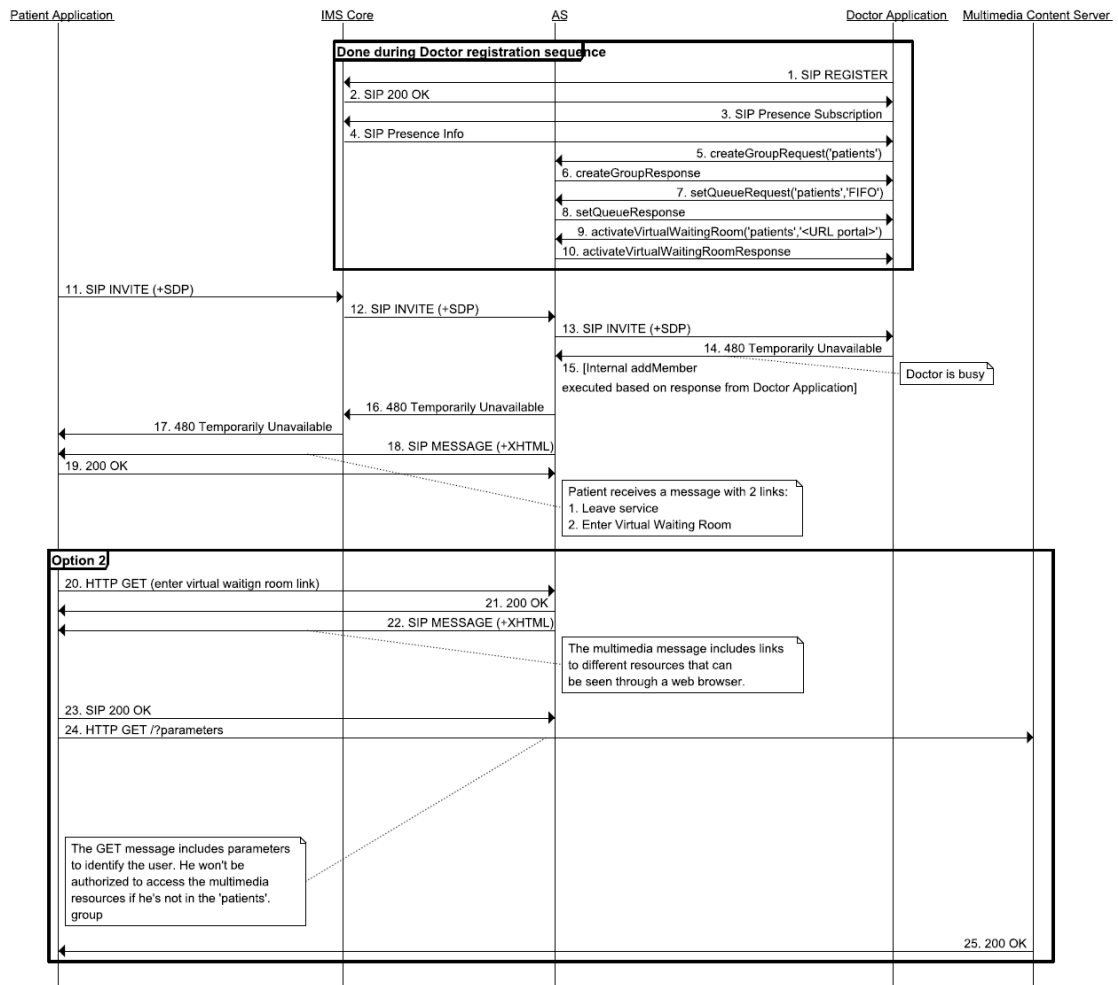 Patient Application
IMS Core
AS
Doctor Application
Multimedia Content Server
Done during Doctor registration sequence
1. SIP REGISTER
2. SIP 200 OK
3. SIP Presence Subscription
4. SIP Presence Info
5. createGroupRequest('patients')
6. createGroupResponse
7. setQueueRequest('patients','FIFO')
8. setQueueResponse
9. activateVirtualWaitingRoom('patients','<URL portal>')
10. activateVirtualWaitingRoomResponse
11. SIP INVITE (+SDP)
12. SIP INVITE (+SDP)
13. SIP INVITE (+SDP)
14. 480 Temporarily Unavailable
Doctor is busy
15. [Internal addMember
executed based on response from Doctor Application]
16. 480 Temporarily Unavailable
17. 480 Temporarily Unavailable
18. SIP MESSAGE (+XHTML)
19. 200 OK
Patient receives a message with 2 links:
1. Leave service
2. Enter Virtual Waiting Room
Option 2
20. HTTP GET (enter virtual waitign room link)
21. 200 OK
22. SIP MESSAGE (+XHTML)
The multimedia message includes links
to different resources that can
be seen through a web browser.
23. SIP 200 OK
24. HTTP GET /?parameters
The GET message includes parameters
to identify the user. He won't be
authorized to access the multimedia
resources if he's not in the 'patients'.
group
25. 200 OK